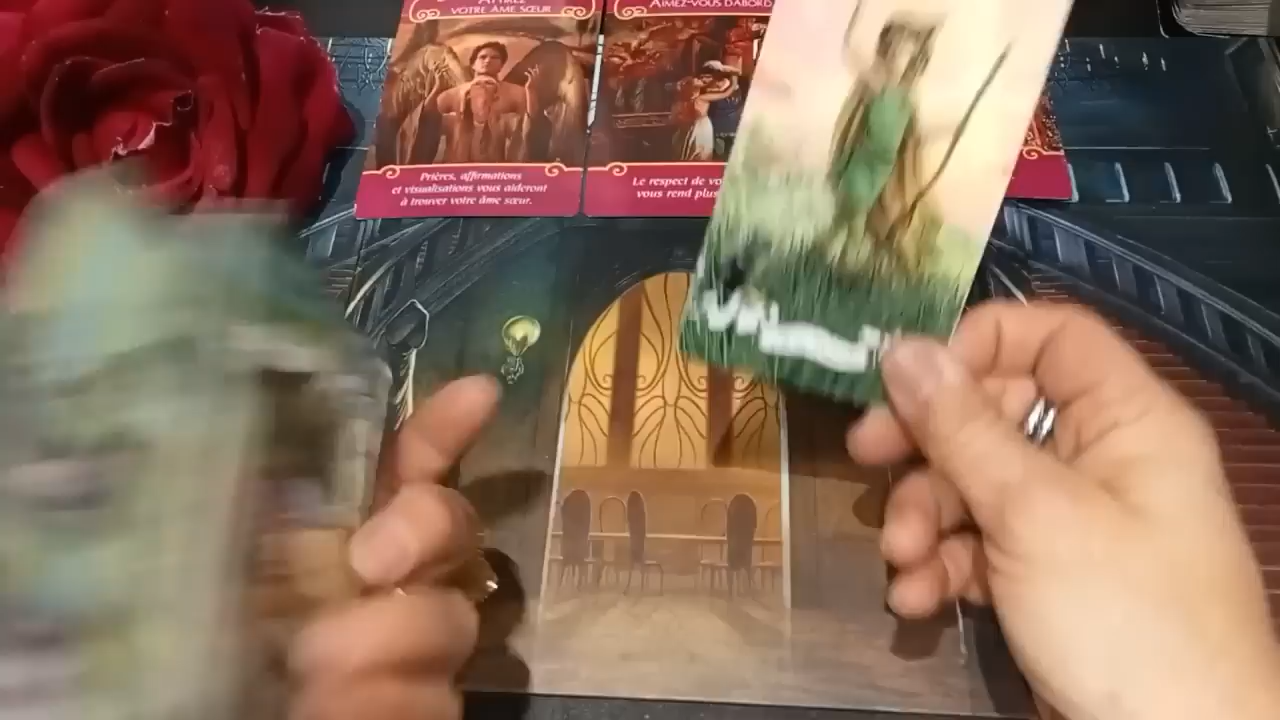 ATTIREZ
VOTRE ÂME SŒUR
AIMEZ-VOUS D'ABORD
Prières, affirmations
et visualisations vous aideront
à trouver votre âme sœur.
Le respect de
vous rend plus